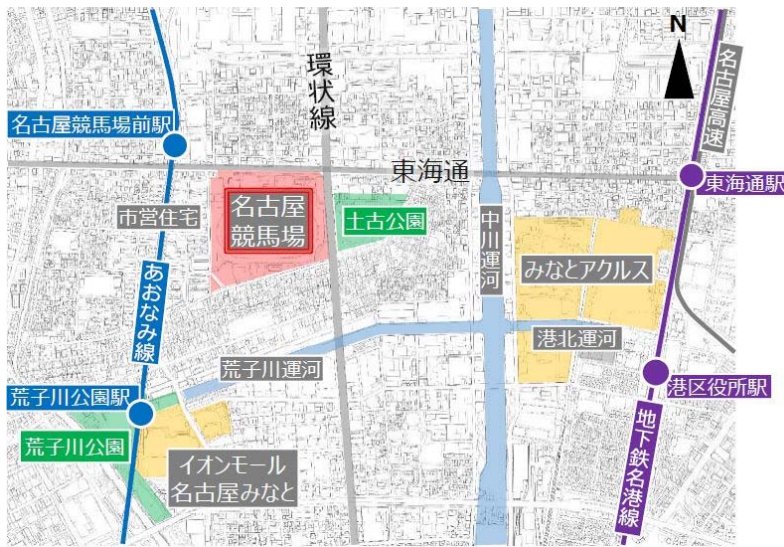 N
環状線
名古屋高速
名古屋競馬場前駅
東海通
東海通駅
市営住宅
名古屋
競馬場
土古公園
中川運河
みなとアクルス
あおなみ線
港北運河
荒子川運河
港区役所駅
荒子川公園駅
荒子川公園
イオンモール
名古屋みなと
地下鉄名港線